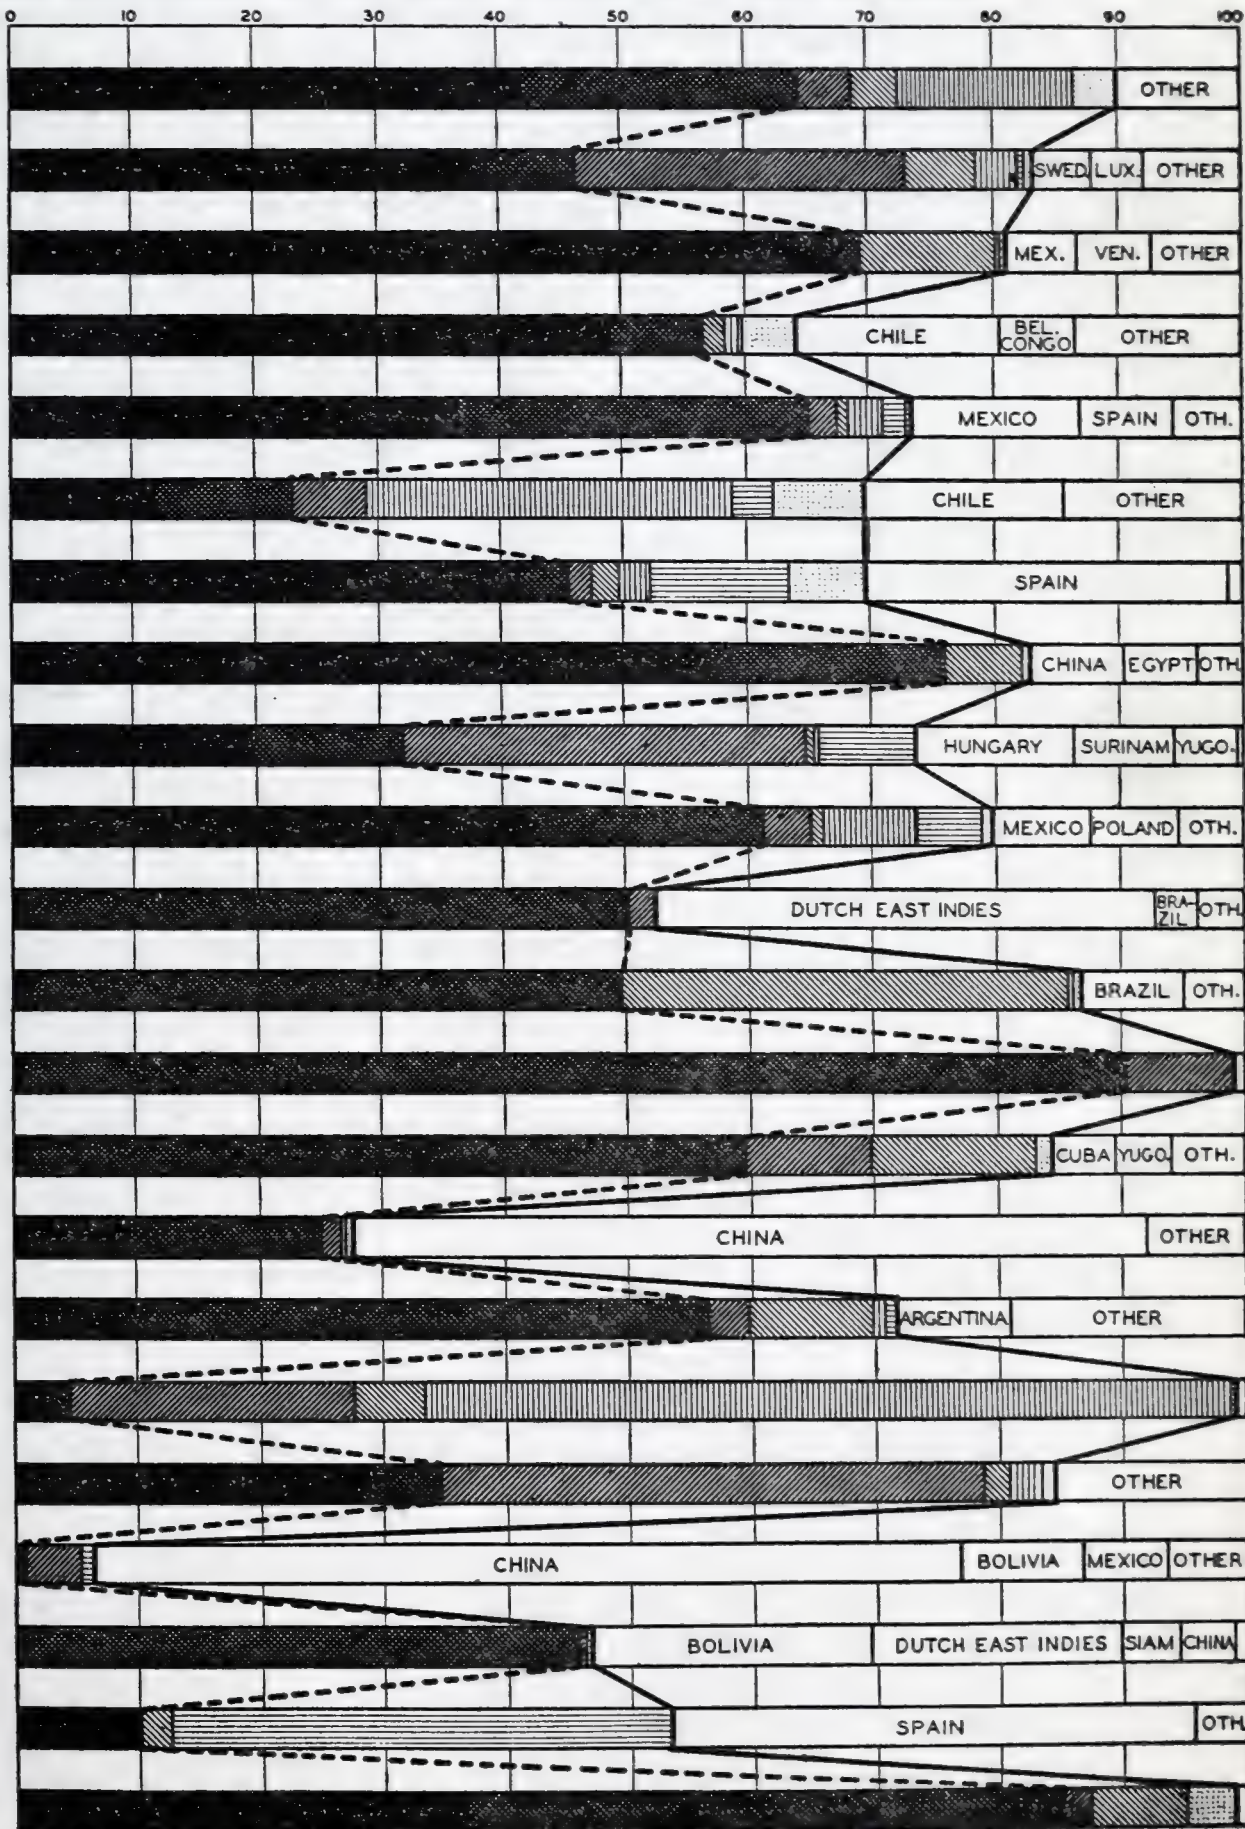 0 10 20 30 40 50 60 70 80 90 100
OTHER
SWED. LUX. OTHER
MEX. VEN. OTHER
CHILE BEL. CONGO OTHER
MEXICO SPAIN OTH.
CHILE OTHER
SPAIN
CHINA EGYPT OTH.
HUNGARY SURINAM YUGO.
MEXICO POLAND OTH.
DUTCH EAST INDIES BRA-ZIL OTH.
BRAZIL OTH.
CUBA YUGO. OTH.
CHINA OTHER
ARGENTINA OTHER
OTHER
CHINA BOLIVIA MEXICO OTHER
BOLIVIA DUTCH EAST INDIES SIAM CHINA
SPAIN OTH.